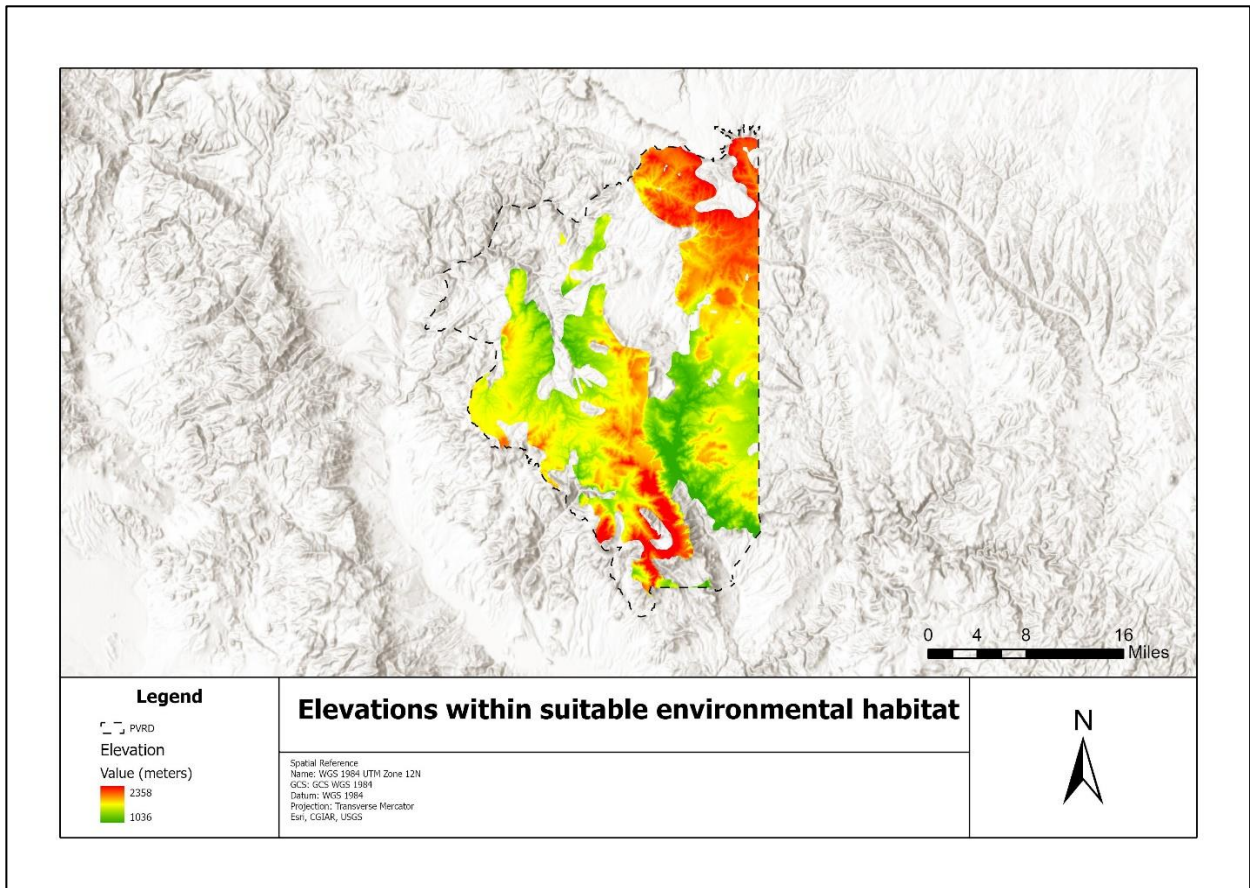 0 4 8 16
Miles
Legend
PVRD
Elevation
Value (meters)
2358
1036
Elevations within suitable environmental habitat
Spatial Reference
Name: WGS 1984 UTM Zone 12N
GCS: GCS WGS 1984
Datum: WGS 1984
Projection: Transverse Mercator
Esri, CGIAR, USGS
N